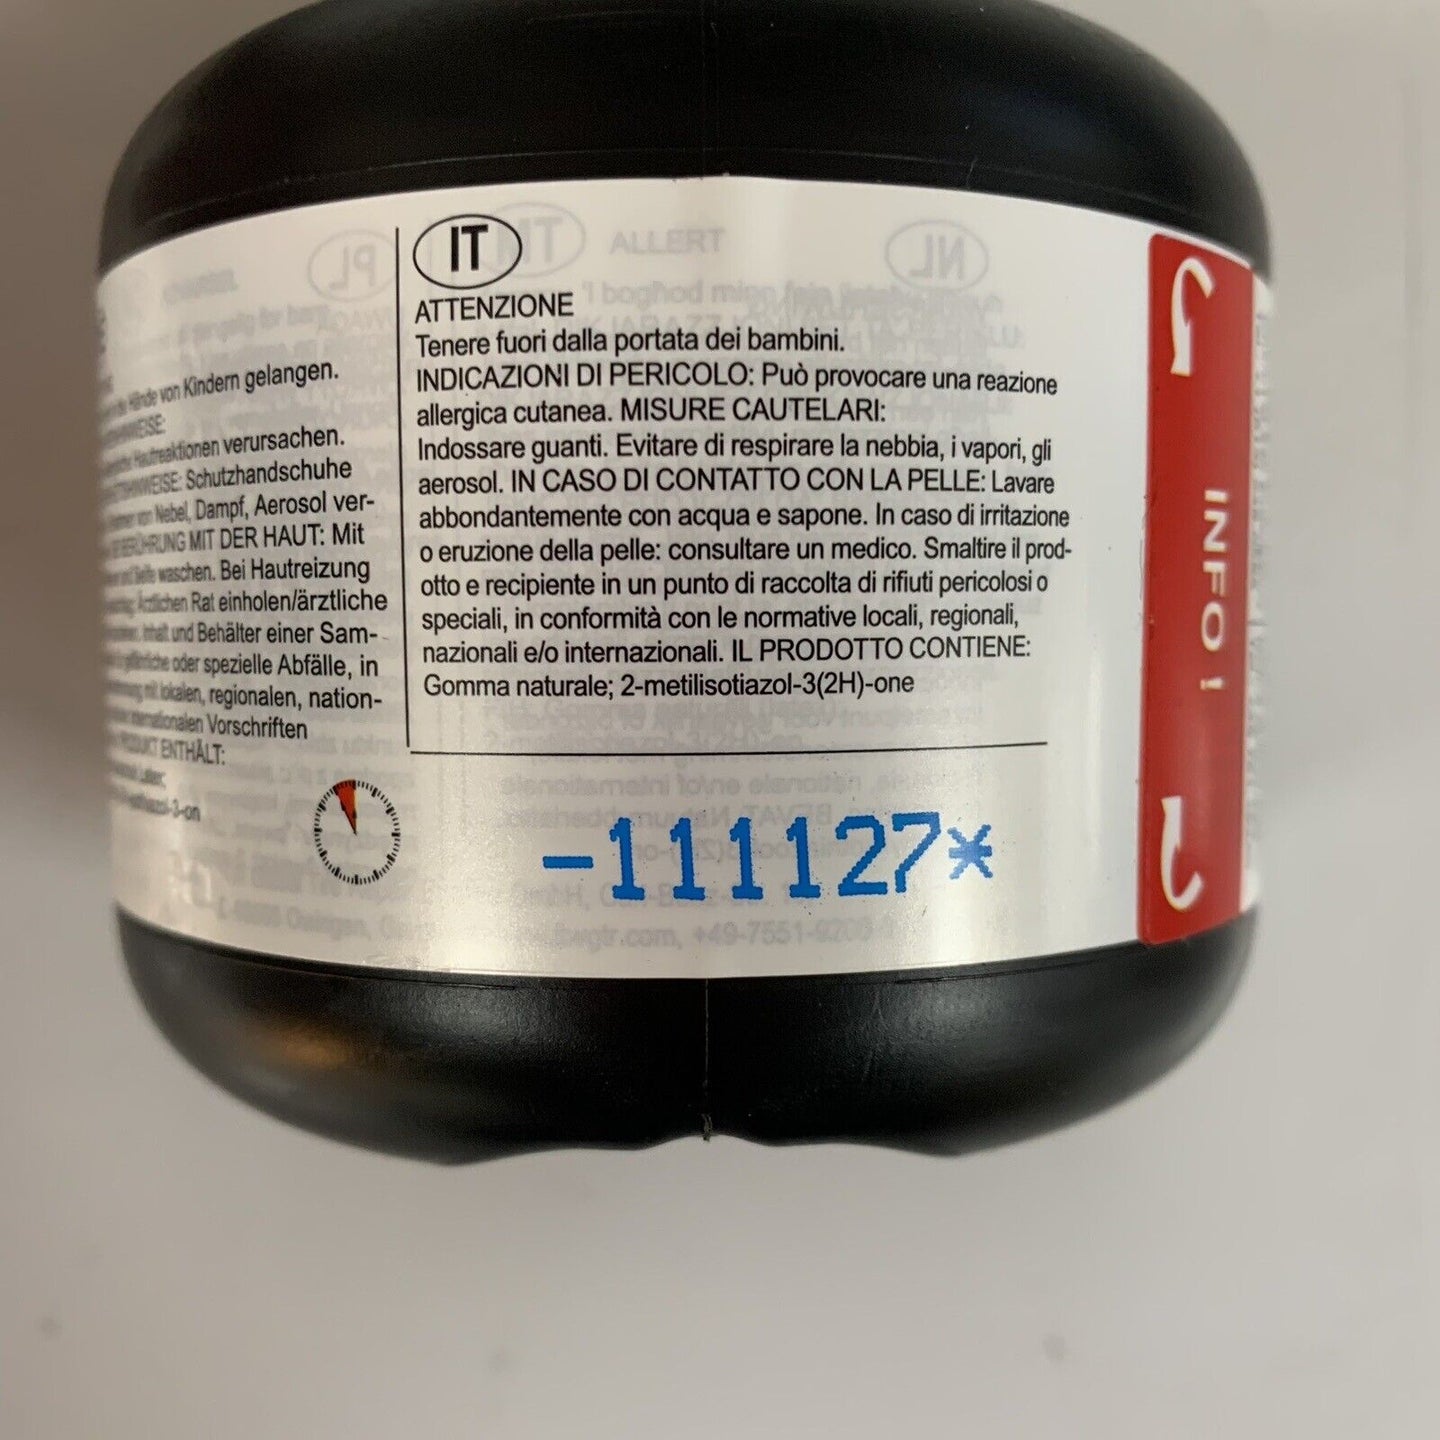 von Kindern gelangen.
Hautreaktionen verursachen.
Schutzhandschuhe
Nebel, Dampf, Aerosol ver-
MIT DER HAUT: Mit
waschen. Bei Hautreizung
Ärztlichen Rat einholen/ärztliche
Inhalt und Behälter einer Sam-
oder spezielle Abfälle, in
mit lokalen, regionalen, nation-
internationalen Vorschriften
PRODUKT ENTHÄLT:
IT
ATTENZIONE
Tenere fuori dalla portata dei bambini.
INDICAZIONI DI PERICOLO: Può provocare una reazione
allergica cutanea. MISURE CAUTELARI:
Indossare guanti. Evitare di respirare la nebbia, i vapori, gli
aerosol. IN CASO DI CONTATTO CON LA PELLE: Lavare
abbondantemente con acqua e sapone. In caso di irritazione
o eruzione della pelle: consultare un medico. Smaltire il prod-
otto e recipiente in un punto di raccolta di rifiuti pericolosi o
speciali, in conformità con le normative locali, regionali,
nazionali e/o internazionali. IL PRODOTTO CONTIENE:
Gomma naturale; 2-metilisotiazol-3(2H)-one
-111127*
INFO !